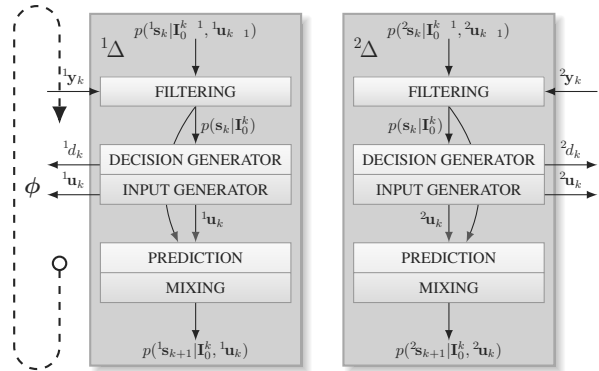 ¹Δ
p(¹s_k|I_0^{k 1}, ¹u_{k 1})
¹y_k
FILTERING
p(s_k|I_0^k)
¹d_k
DECISION GENERATOR
ϕ
¹u_k
INPUT GENERATOR
¹u_k
PREDICTION
MIXING
p(¹s_{k+1}|I_0^k, ¹u_k)
²Δ
p(²s_k|I_0^{k 1}, ²u_{k 1})
FILTERING
²y_k
p(s_k|I_0^k)
DECISION GENERATOR
²d_k
INPUT GENERATOR
²u_k
²u_k
PREDICTION
MIXING
p(²s_{k+1}|I_0^k, ²u_k)